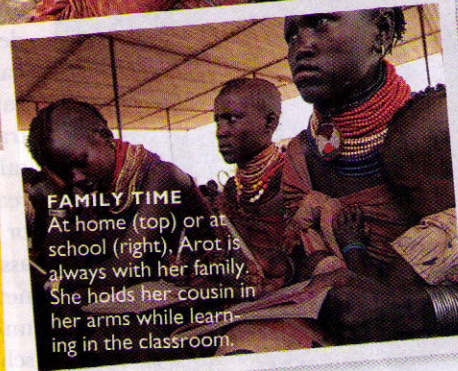 FAMILY TIME
At home (top) or at
school (right), Arot is
always with her family.
She holds her cousin in
her arms while learn-
ing in the classroom.